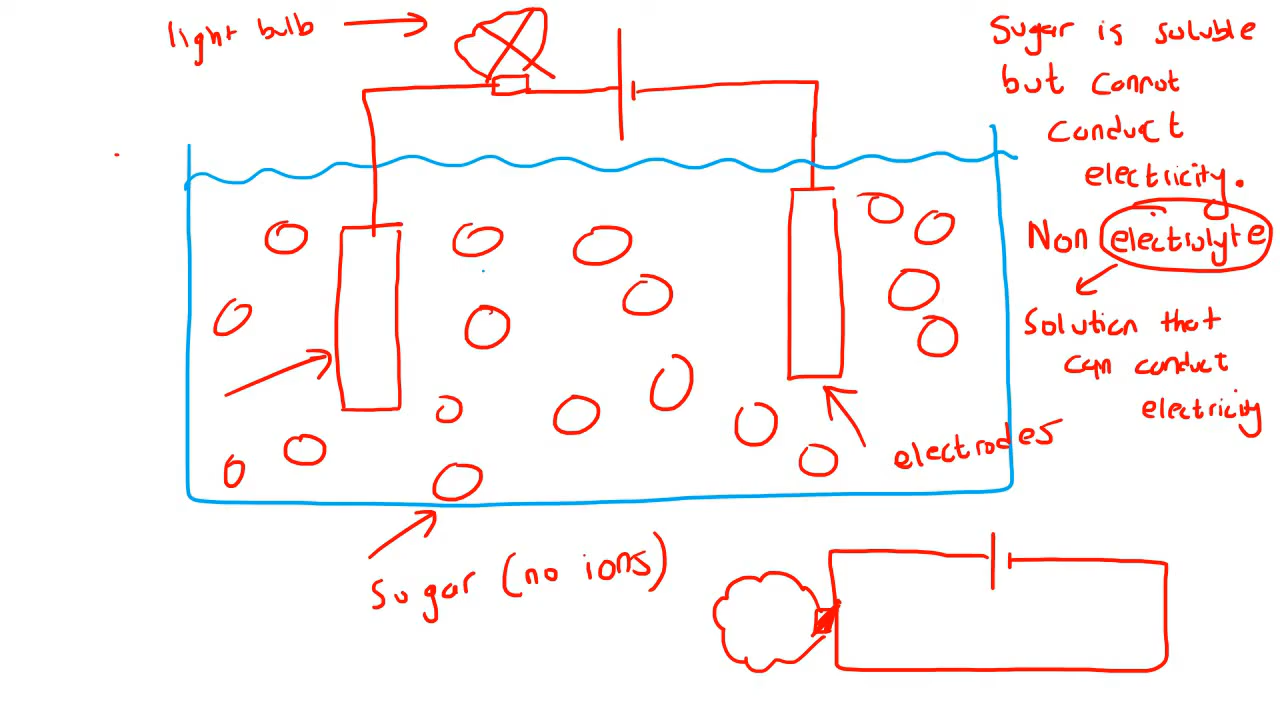 light bulb
Sugar is soluble
but cannot
conduct
electricity.
Non electrolyte
Solution that
can conduct
electricity
electrodes
Sugar (no ions)